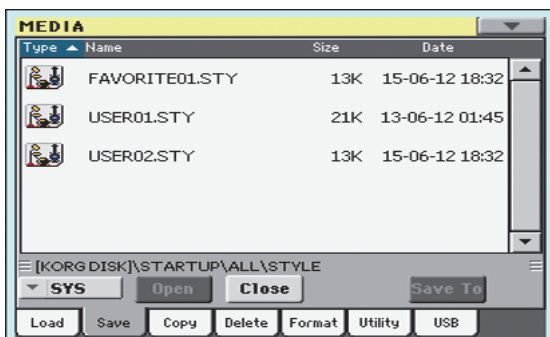 MEDIA
Type Name Size Date
FAVORITE01.STY 13K 15-06-12 18:32
USER01.STY 21K 13-06-12 01:45
USER02.STY 13K 15-06-12 18:32
[KORG DISK]\STARTUP\ALL\STYLE
SYS Open Close Save To
Load Save Copy Delete Format Utility USB